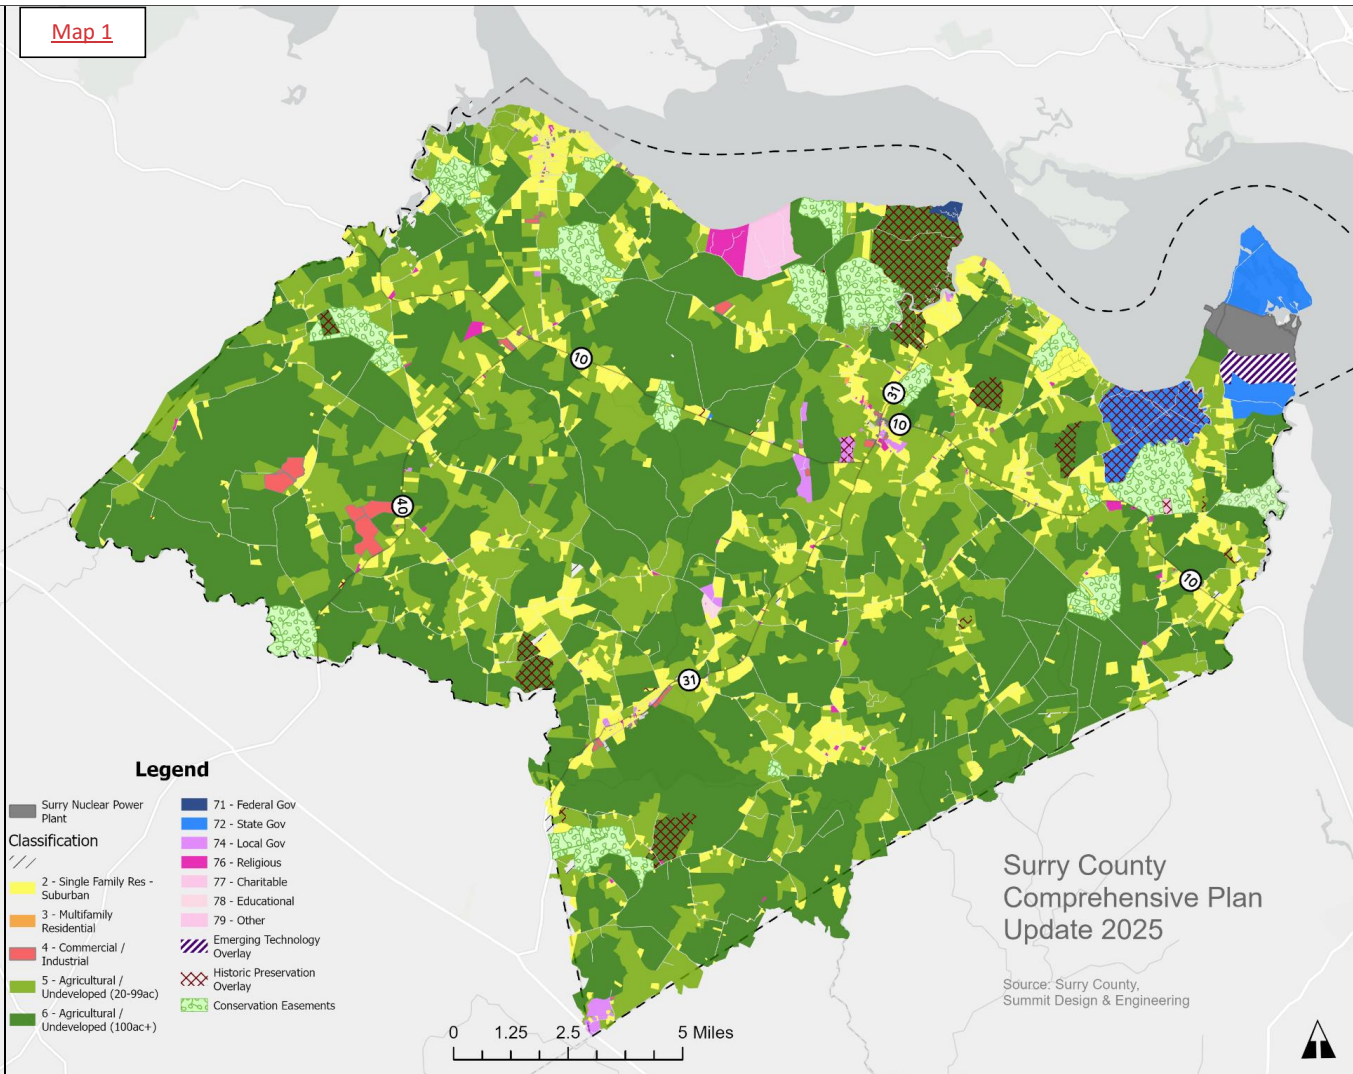 Map 1
10
31
10
40
10
31
Legend
Surry Nuclear Power
Plant
Classification
2 - Single Family Res -
Suburban
3 - Multifamily
Residential
4 - Commercial /
Industrial
5 - Agricultural /
Undeveloped (20-99ac)
6 - Agricultural /
Undeveloped (100ac+)
71 - Federal Gov
72 - State Gov
74 - Local Gov
76 - Religious
77 - Charitable
78 - Educational
79 - Other
Emerging Technology
Overlay
Historic Preservation
Overlay
Conservation Easements
0 1.25 2.5 5 Miles
Surry County
Comprehensive Plan
Update 2025
Source: Surry County,
Summit Design & Engineering